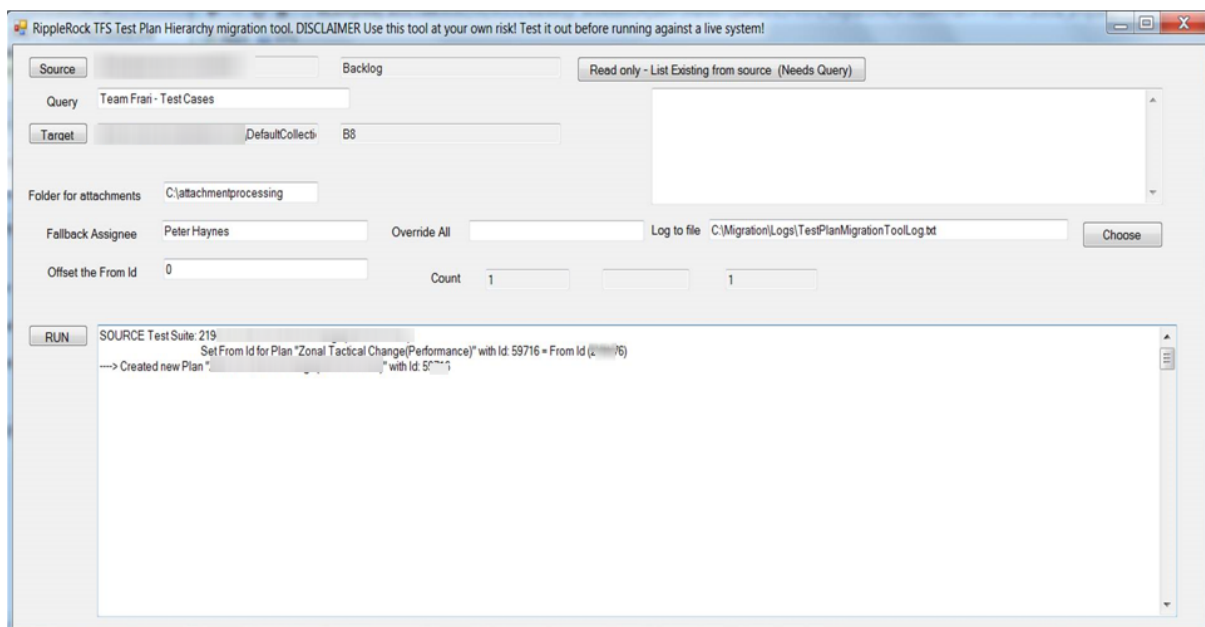 RippleRock TFS Test Plan Hierarchy migration tool. DISCLAIMER Use this tool at your own risk! Test it out before running against a live system!
Source Backlog Read only - List Existing from source (Needs Query)
Query Team Frari - Test Cases
Target DefaultCollecti B8
Folder for attachments C:\attachmentprocessing
Fallback Assignee Peter Haynes Override All Log to file C:\Migration\Logs\TestPlanMigrationToolLog.txt Choose
Offset the From Id 0 Count 1 1
RUN SOURCE Test Suite: 219
Set From Id for Plan "Zonal Tactical Change(Performance)" with Id: 59716 = From Id ( 76)
----> Created new Plan " " with Id: